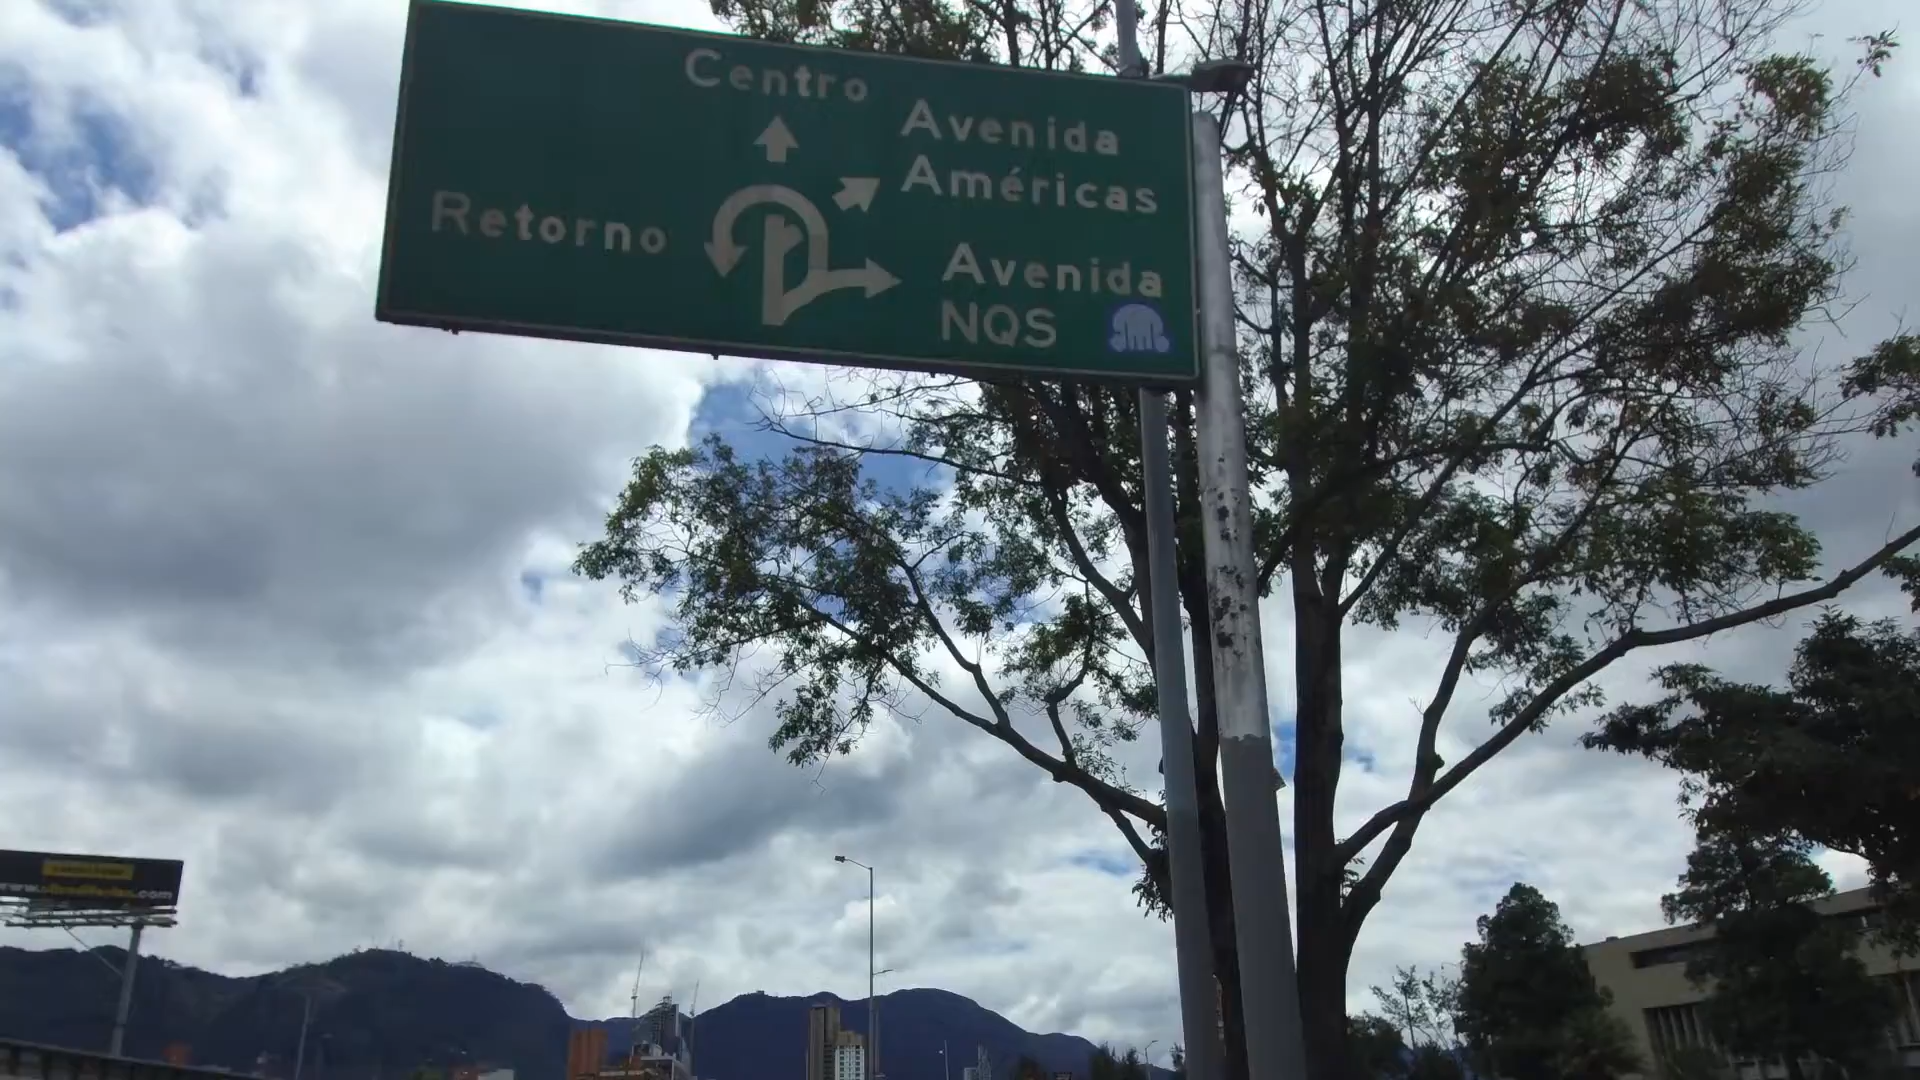 Centro
Avenida
Américas
Retorno
Avenida
NQS